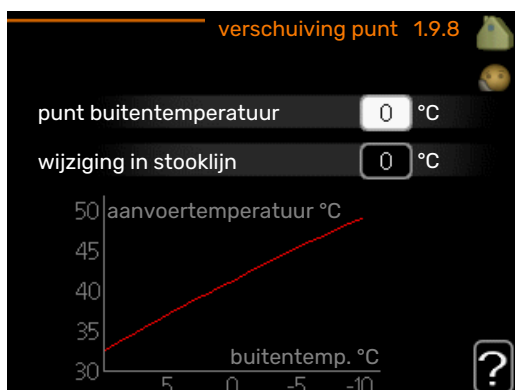 verschuiving punt 1.9.8
punt buitentemperatuur 0 °C
wijziging in stooklijn 0 °C
50 aanvoertemperatuur °C
45
40
35
buitentemp. °C
30
5 0 -5 -10
?